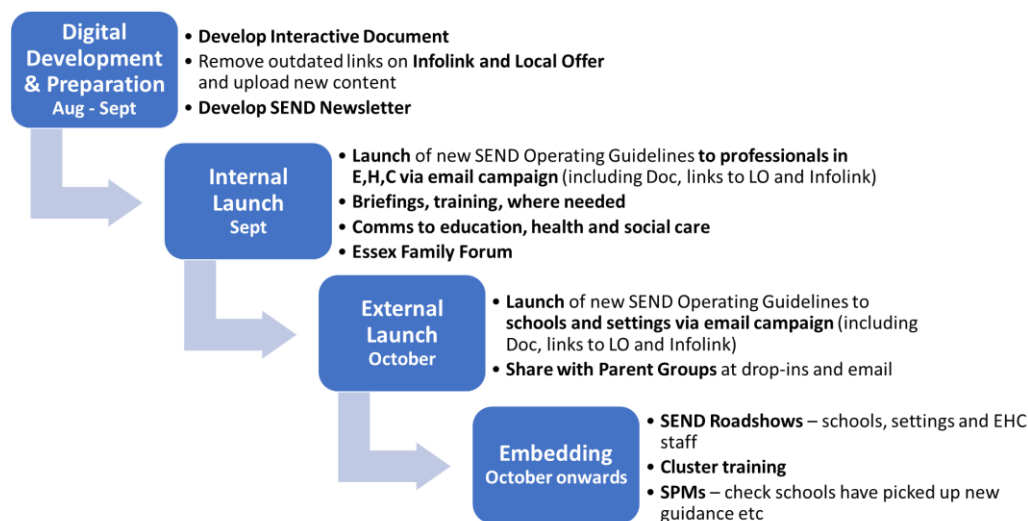 Digital
Development
& Preparation
Aug - Sept
• Develop Interactive Document
• Remove outdated links on Infolink and Local Offer
and upload new content
• Develop SEND Newsletter
Internal
Launch
Sept
• Launch of new SEND Operating Guidelines to professionals in
E,H,C via email campaign (including Doc, links to LO and Infolink)
• Briefings, training, where needed
• Comms to education, health and social care
• Essex Family Forum
External
Launch
October
• Launch of new SEND Operating Guidelines to
schools and settings via email campaign (including
Doc, links to LO and Infolink)
• Share with Parent Groups at drop-ins and email
Embedding
October onwards
• SEND Roadshows – schools, settings and EHC
staff
• Cluster training
• SPMs – check schools have picked up new
guidance etc